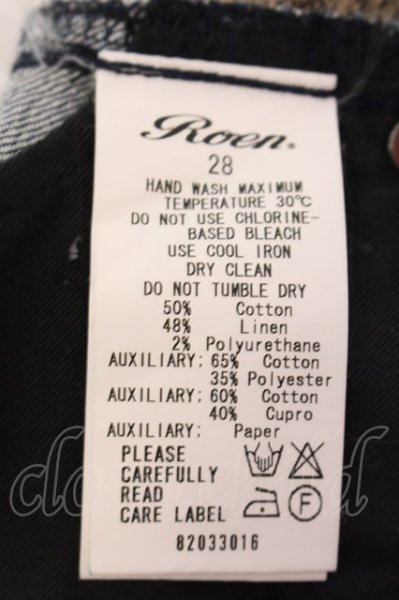 Roen.
28
HAND WASH MAXIMUM
TEMPERATURE 30℃
DO NOT USE CHLORINE-
BASED BLEACH
USE COOL IRON
DRY CLEAN
DO NOT TUMBLE DRY
50% Cotton
48% Linen
2% Polyurethane
AUXILIARY: 65% Cotton
35% Polyester
AUXILIARY: 60% Cotton
40% Cupro
AUXILIARY: Paper
PLEASE
CAREFULLY
READ
CARE LABEL
F
82033016